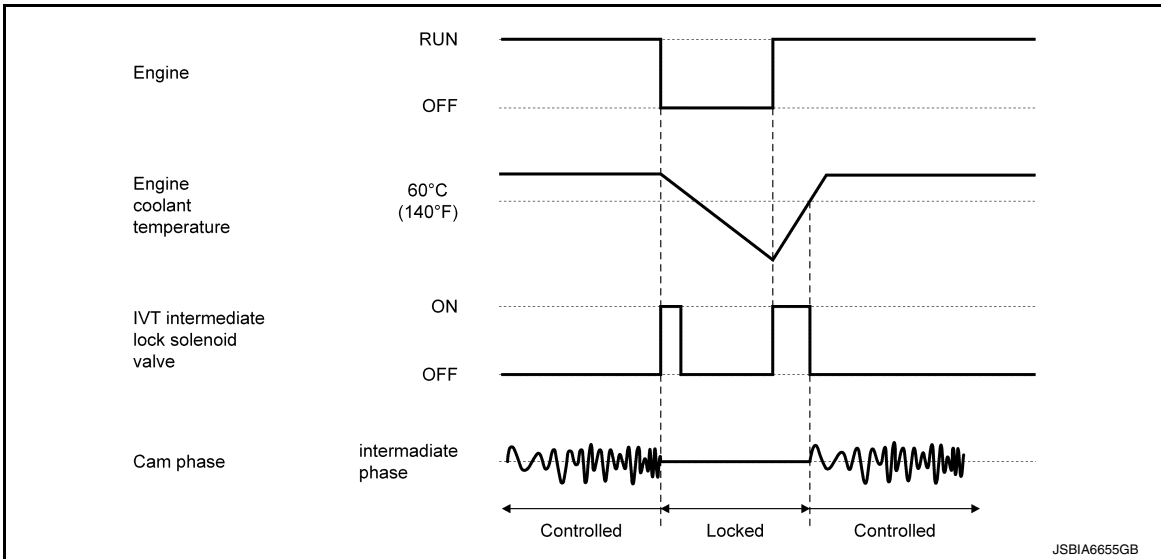 RUN
Engine
OFF
Engine
coolant
temperature
60°C
(140°F)
ON
IVT intermediate
lock solenoid
valve
OFF
Cam phase
intermadiate
phase
Controlled
Locked
Controlled
JSBIA6655GB